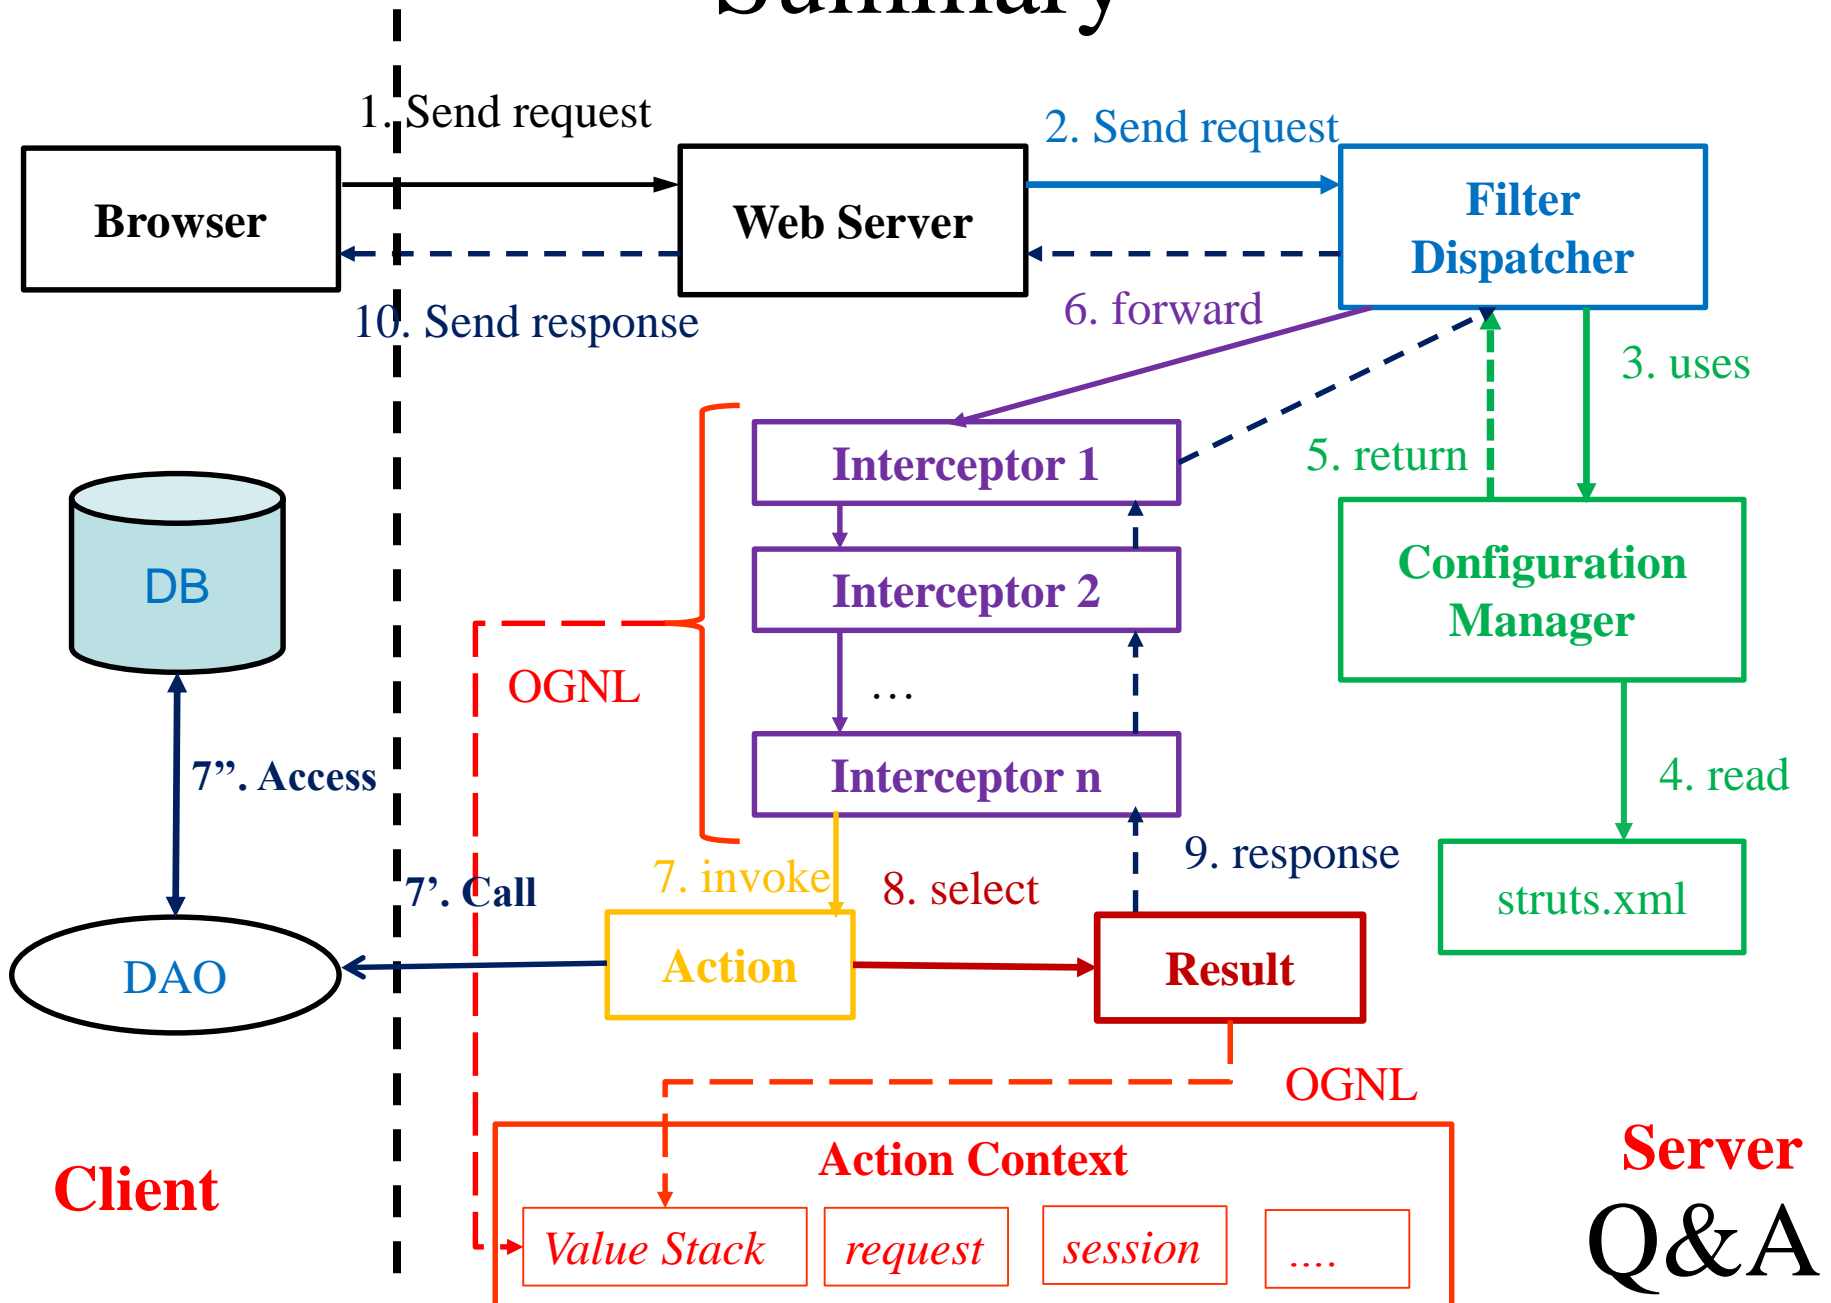 Summary
1. Send request
2. Send request
Browser
Web Server
Filter
Dispatcher
10. Send response
6. forward
3. uses
Interceptor 1
5. return
Configuration
Manager
DB
Interceptor 2
OGNL
…
7”. Access
Interceptor n
4. read
7. invoke
8. select
9. response
7’. Call
struts.xml
DAO
Action
Result
OGNL
Action Context
Server
Client
Value Stack
request
session
....
Q&A